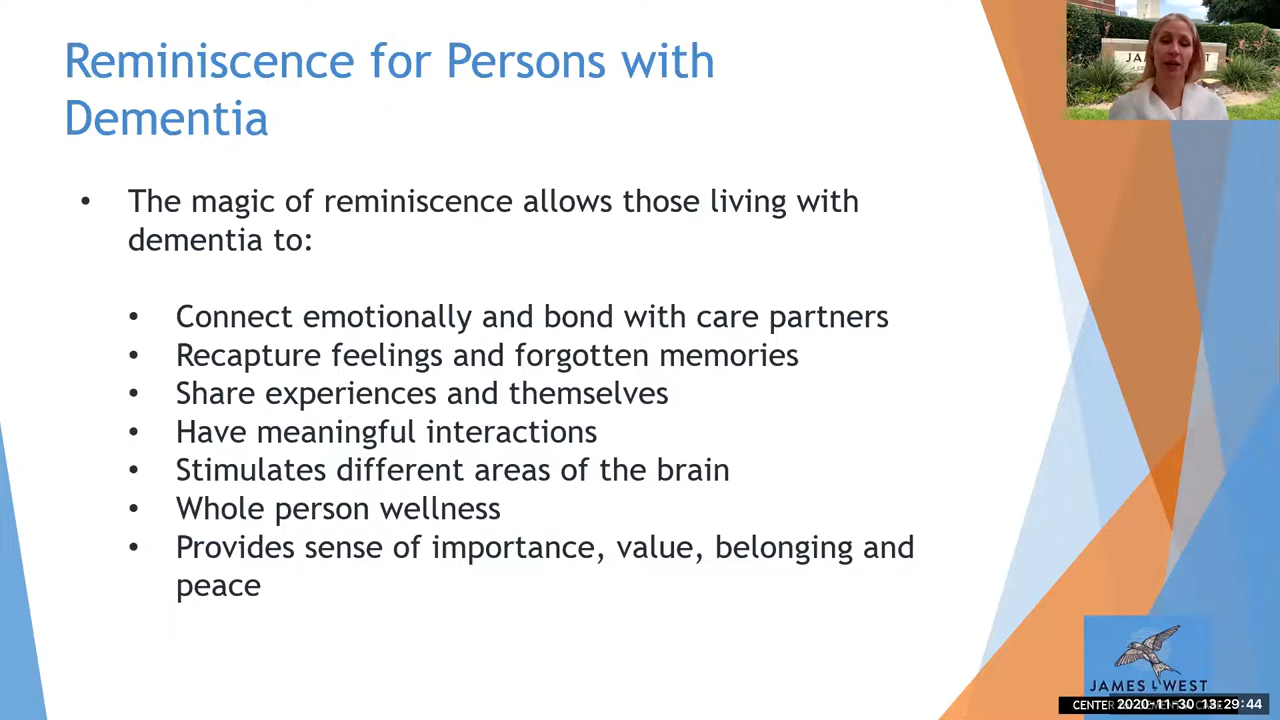 Reminiscence for Persons with
Dementia
• The magic of reminiscence allows those living with
dementia to:
• Connect emotionally and bond with care partners
• Recapture feelings and forgotten memories
• Share experiences and themselves
• Have meaningful interactions
• Stimulates different areas of the brain
• Whole person wellness
• Provides sense of importance, value, belonging and
peace
JAMES L WEST
CENTER
2020-11-30 13:29:44